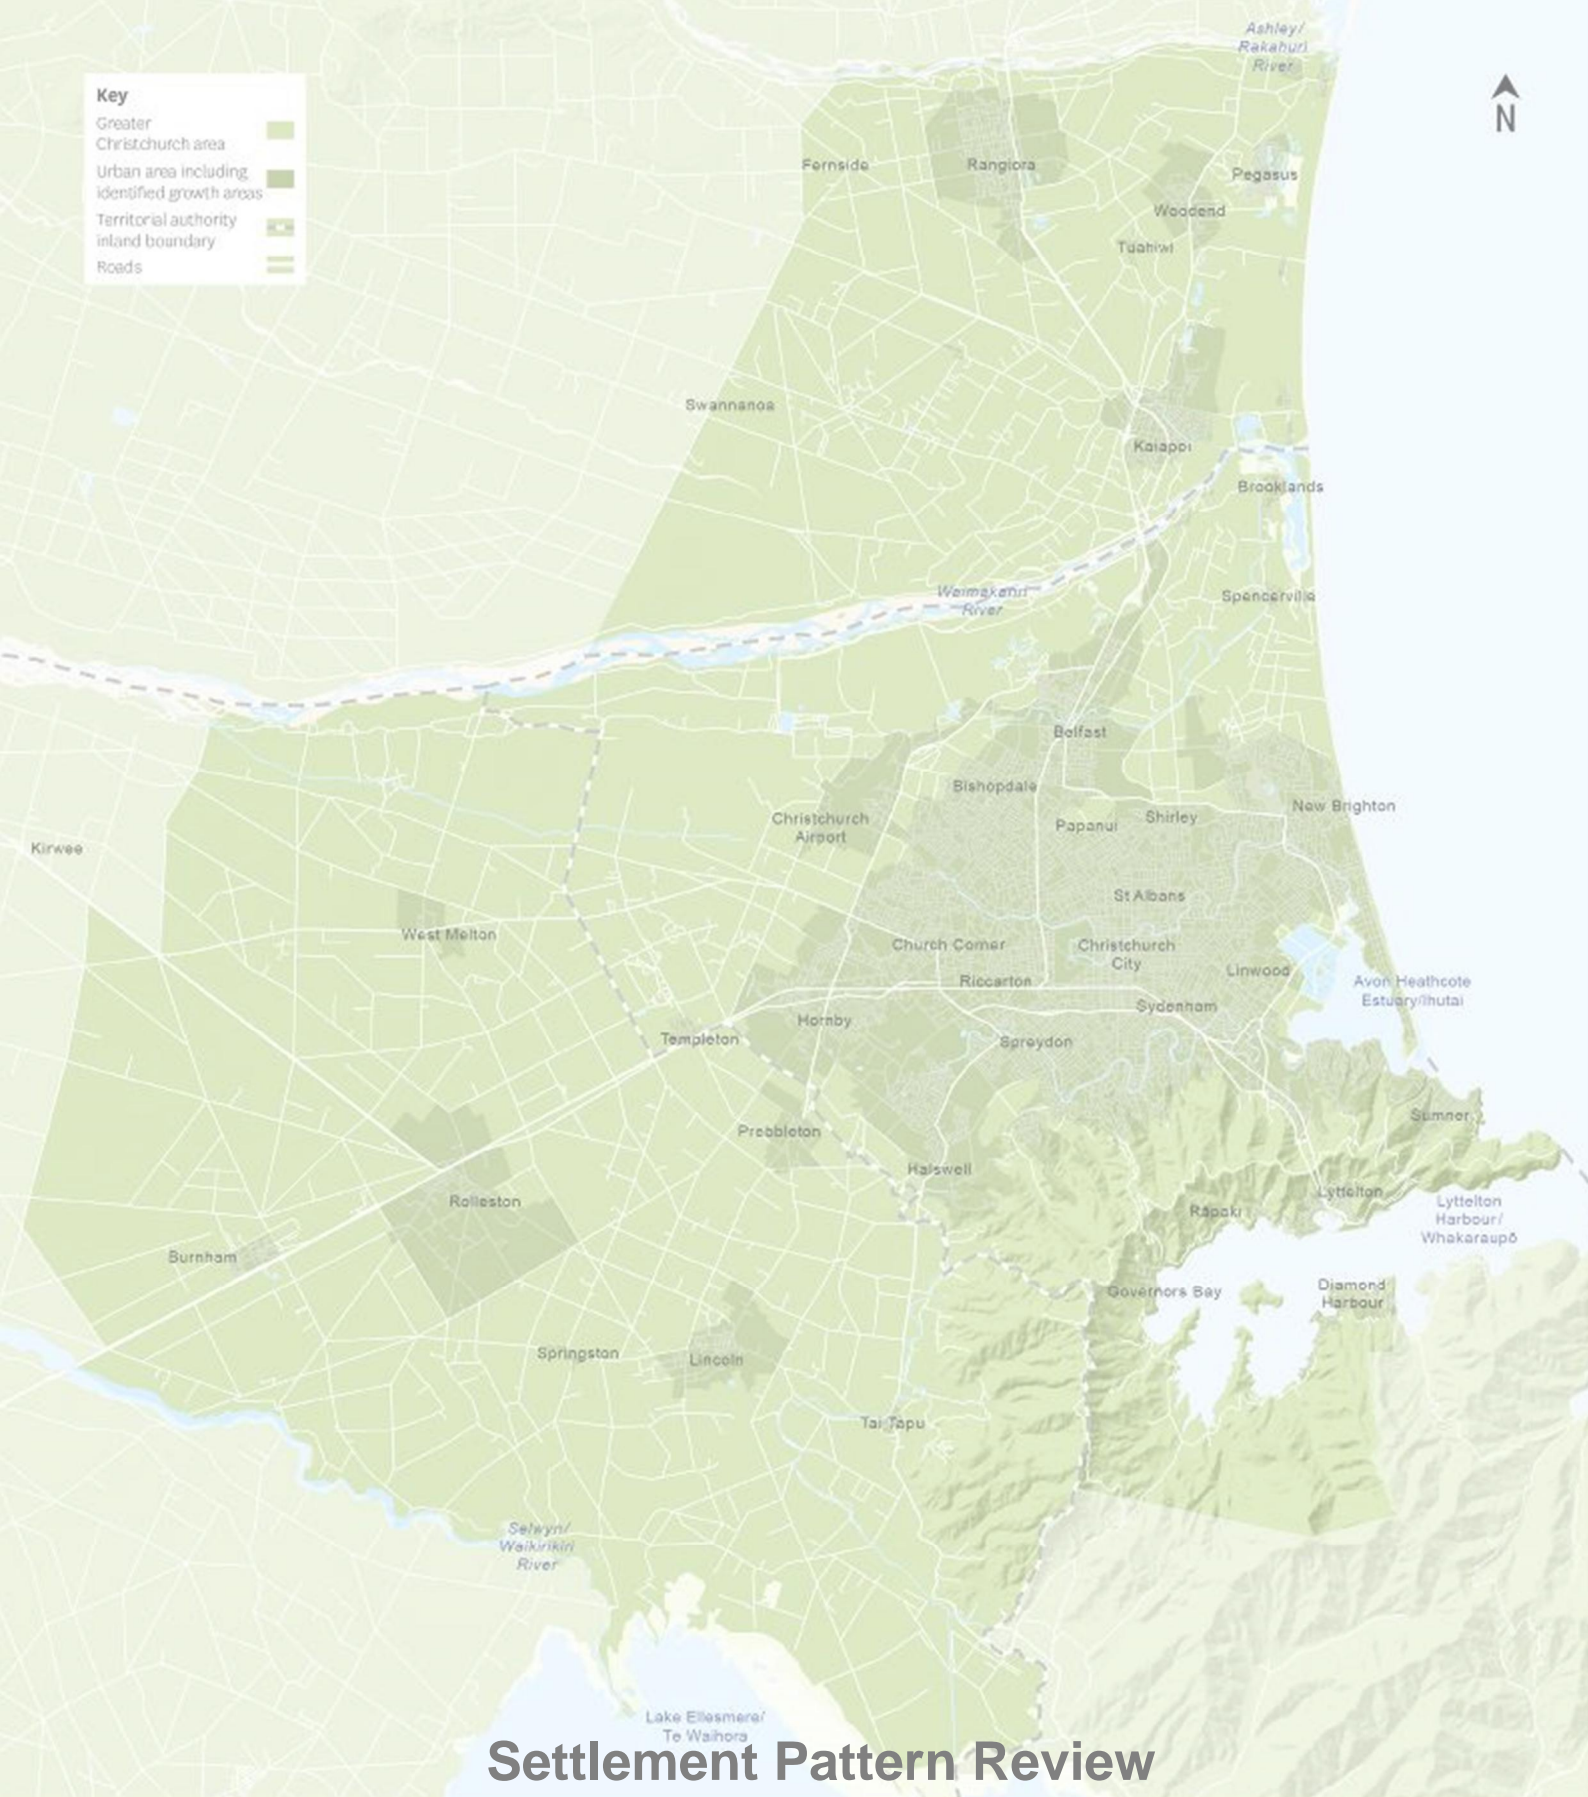 Ashley/
Rakahuri
River
Key
Greater
Christchurch area
Urban area including
identified growth areas
Territorial authority
inland boundary
Roads
N
Fernside
Rangiora
Pegasus
Woodend
Tuahiwi
Swannanoa
Kaiapoi
Brooklands
Waimakariri
River
Spencerville
Belfast
Bishopdale
New Brighton
Christchurch
Airport
Papanui
Shirley
Kirwee
St Albans
West Melton
Church Corner
Christchurch
City
Linwood
Riccarton
Avon Heathcote
Estuary/Ihutai
Sydenham
Hornby
Templeton
Spreydon
Sumner
Prebbleton
Halswell
Rolleston
Lyttelton
Rāpaki
Lyttelton
Harbour/
Whakaraupō
Burnham
Governors Bay
Diamond
Harbour
Springston
Lincoln
Tai Tapu
Selwyn/
Waikirikiri
River
Lake Ellesmere/
Te Waihora
Settlement Pattern Review